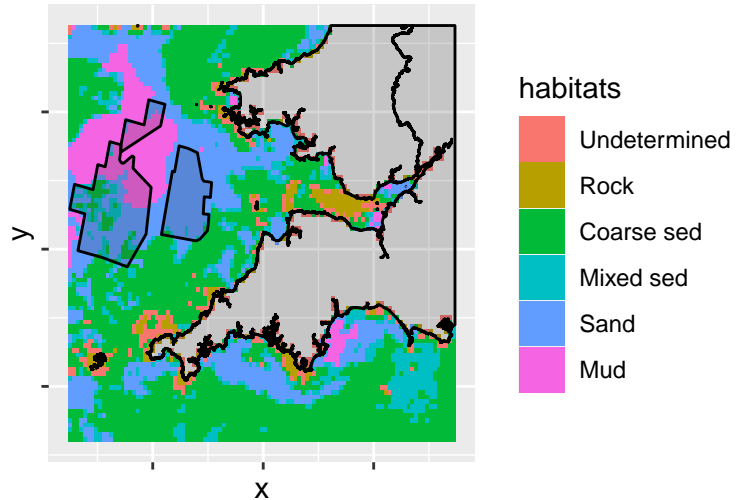 habitats
Undetermined
Rock
Coarse sed
Mixed sed
Sand
Mud
y
x